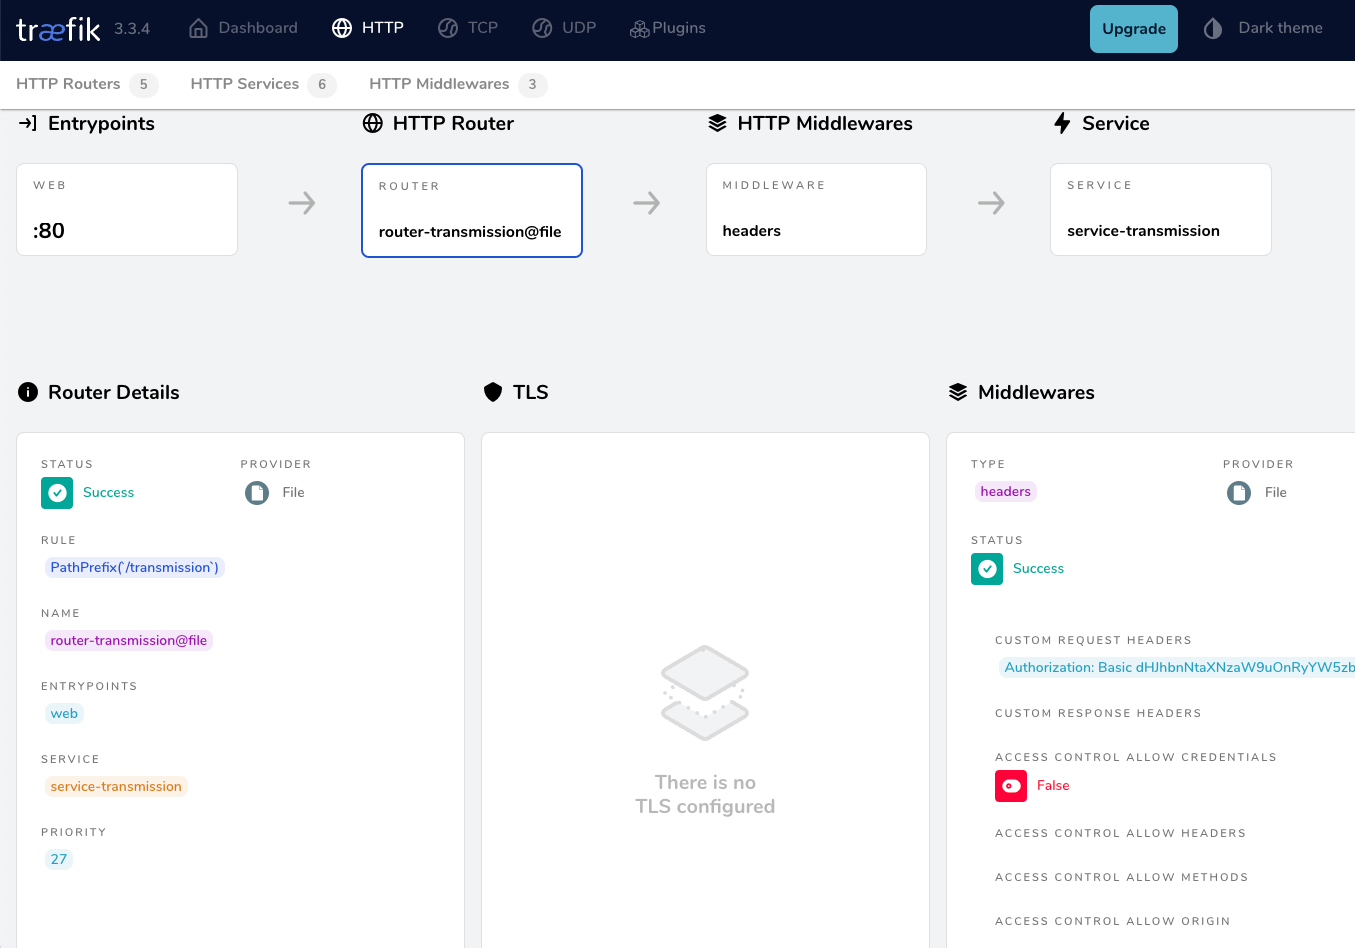 træfik 3.3.4 Dashboard HTTP TCP UDP Plugins Upgrade Dark theme
HTTP Routers 5 HTTP Services 6 HTTP Middlewares 3
Entrypoints HTTP Router HTTP Middlewares Service
WEB
:80
ROUTER
router-transmission@file
MIDDLEWARE
headers
SERVICE
service-transmission
Router Details
STATUS PROVIDER
Success File
RULE
PathPrefix(`/transmission`)
NAME
router-transmission@file
ENTRYPOINTS
web
SERVICE
service-transmission
PRIORITY
27
TLS
There is no
TLS configured
Middlewares
TYPE PROVIDER
headers File
STATUS
Success
CUSTOM REQUEST HEADERS
Authorization: Basic dHJhbnNtaXNzaW9uOnRyYW5zb
CUSTOM RESPONSE HEADERS
ACCESS CONTROL ALLOW CREDENTIALS
False
ACCESS CONTROL ALLOW HEADERS
ACCESS CONTROL ALLOW METHODS
ACCESS CONTROL ALLOW ORIGIN